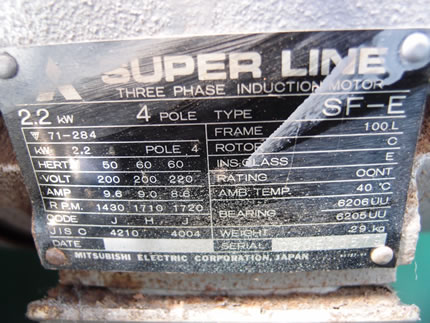 SUPER LINE
THREE PHASE INDUCTION MOTOR
2.2 kW 4 POLE TYPE SF-E
71-284 FRAME 100L
kW 2.2 POLE 4 ROTOR C
HERTZ 50 60 60 INS.CLASS E
VOLT 200 200 220 RATING CONT
AMP 9.6 9.0 8.6 AMB.TEMP. 40 °C
R.P.M. 1430 1710 1720 BEARING 6206UU
CODE J H J 6205UU
JIS C 4210 4004 WEIGHT 29 kg
DATE SERIAL
MITSUBISHI ELECTRIC CORPORATION, JAPAN